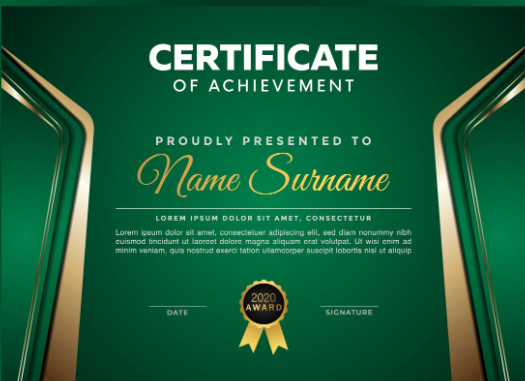 CERTIFICATE
OF ACHIEVEMENT
PROUDLY PRESENTED TO
Name Surname
LOREM IPSUM DOLOR SIT AMET, CONSECTETUR
Lorem ipsum dolor sit amet, consectetuer adipiscing elit, sed diam nonummy nibh
euismod tincidunt ut laoreet dolore magna aliquam erat volutpat. Ut wisi enim ad
minim veniam, quis nostrud exerci tation ullamcorper suscipit lobortis nisl ut aliquip
DATE
2020
AWARD
SIGNATURE